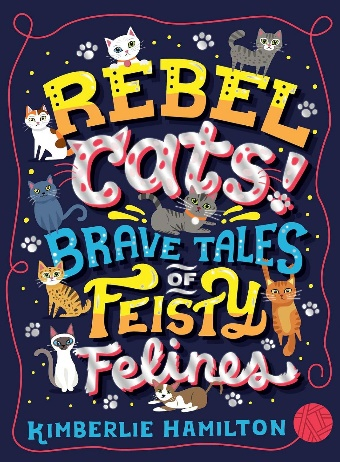 REBEL
Cats!
BRAVE TALES
OF
FEISTY
Felines
KIMBERLIE HAMILTON